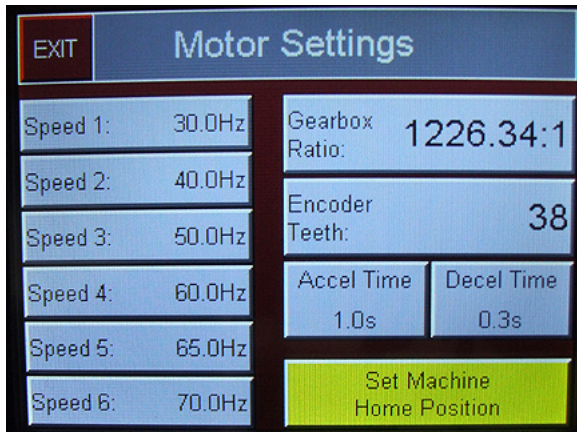 EXIT
Motor Settings
Speed 1: 30.0Hz
Speed 2: 40.0Hz
Speed 3: 50.0Hz
Speed 4: 60.0Hz
Speed 5: 65.0Hz
Speed 6: 70.0Hz
Gearbox
Ratio:
1226.34:1
Encoder
Teeth:
38
Accel Time
1.0s
Decel Time
0.3s
Set Machine
Home Position